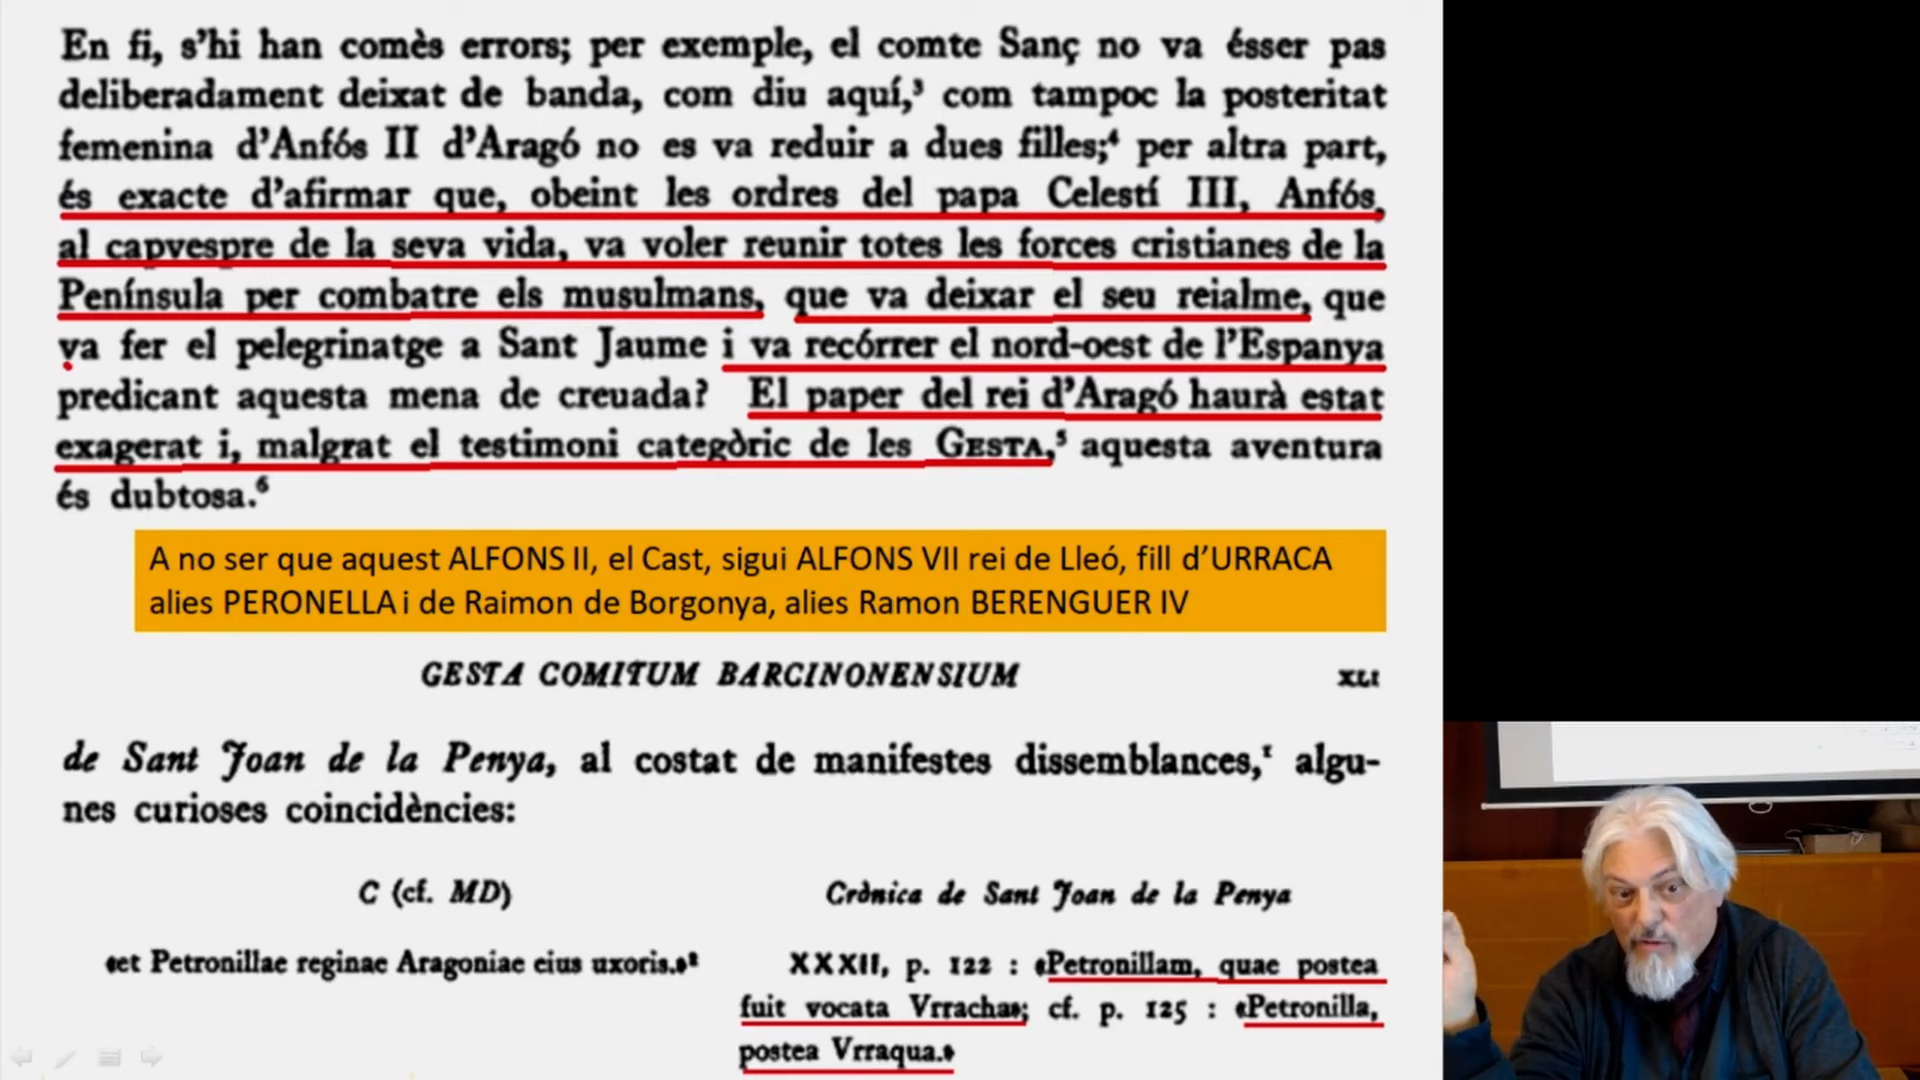 En fi, s'hi han comès errors; per exemple, el comte Sanç no va ésser pas
deliberadament deixat de banda, com diu aquí,³ com tampoc la posteritat
femenina d'Anfós II d'Aragó no es va reduir a dues filles;⁴ per altra part,
és exacte d'afirmar que, obeint les ordres del papa Celestí III, Anfós,
al capvespre de la seva vida, va voler reunir totes les forces cristianes de la
Península per combatre els musulmans, que va deixar el seu reialme, que
va fer el pelegrinatge a Sant Jaume i va recórrer el nord-oest de l'Espanya
predicant aquesta mena de creuada? El paper del rei d'Aragó haurà estat
exagerat i, malgrat el testimoni categòric de les GESTA,⁵ aquesta aventura
és dubtosa.⁶
A no ser que aquest ALFONS II, el Cast, sigui ALFONS VII rei de Lleó, fill d'URRACA
alies PERONELLA i de Raimon de Borgonya, alies Ramon BERENGUER IV
GESTA COMITUM BARCINONENSIUM XLI
de Sant Joan de la Penya, al costat de manifestes dissemblances,¹ algu-
nes curioses coincidències:
C (cf. MD)
«et Petronillae reginae Aragoniae eius uxoris.»²
Crònica de Sant Joan de la Penya
XXXII, p. 122 : «Petronillam, quae postea
fuit vocata Vrracha»; cf. p. 125 : «Petronilla,
postea Vrraqua.»